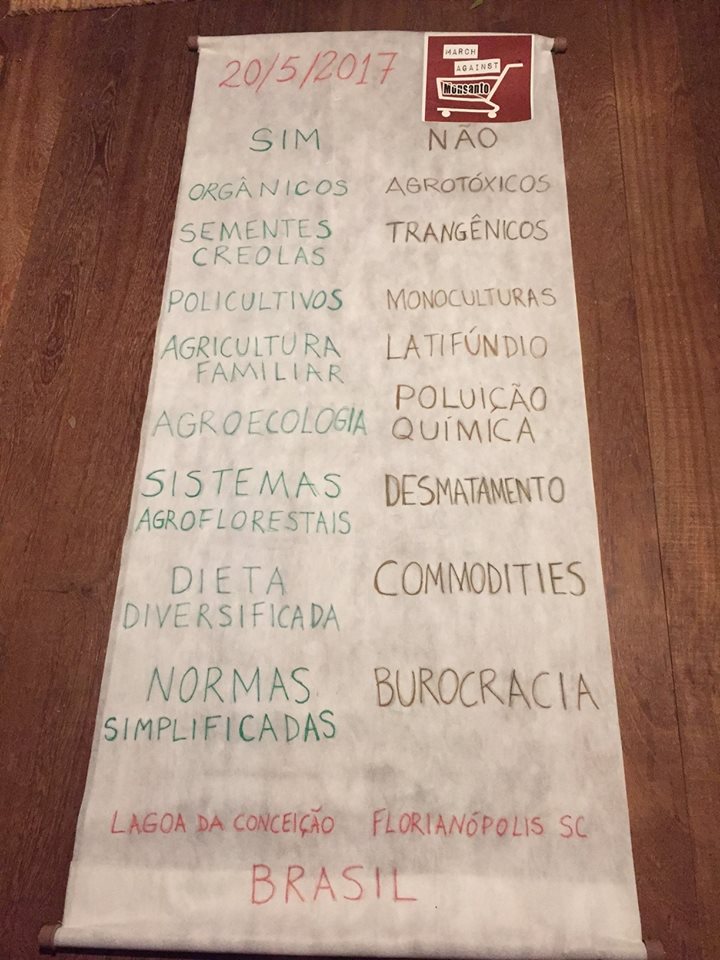 20/5/2017
MARCH
AGAINST
Monsanto
SIM NÃO
ORGÂNICOS AGROTÓXICOS
SEMENTES
CREOLAS
TRANGÊNICOS
POLICULTIVOS MONOCULTURAS
AGRICULTURA
FAMILIAR
LATIFÚNDIO
AGROECOLOGIA
POLUIÇÃO
QUÍMICA
SISTEMAS
AGROFLORESTAIS
DESMATAMENTO
DIETA
DIVERSIFICADA
COMMODITIES
NORMAS
SIMPLIFICADAS
BUROCRACIA
LAGOA DA CONCEIÇÃO FLORIANÓPOLIS SC
BRASIL